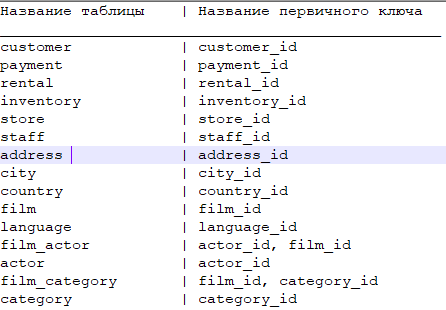 Название таблицы | Название первичного ключа
customer | customer_id
payment | payment_id
rental | rental_id
inventory | inventory_id
store | store_id
staff | staff_id
address | address_id
city | city_id
country | country_id
film | film_id
language | language_id
film_actor | actor_id, film_id
actor | actor_id
film_category | film_id, category_id
category | category_id